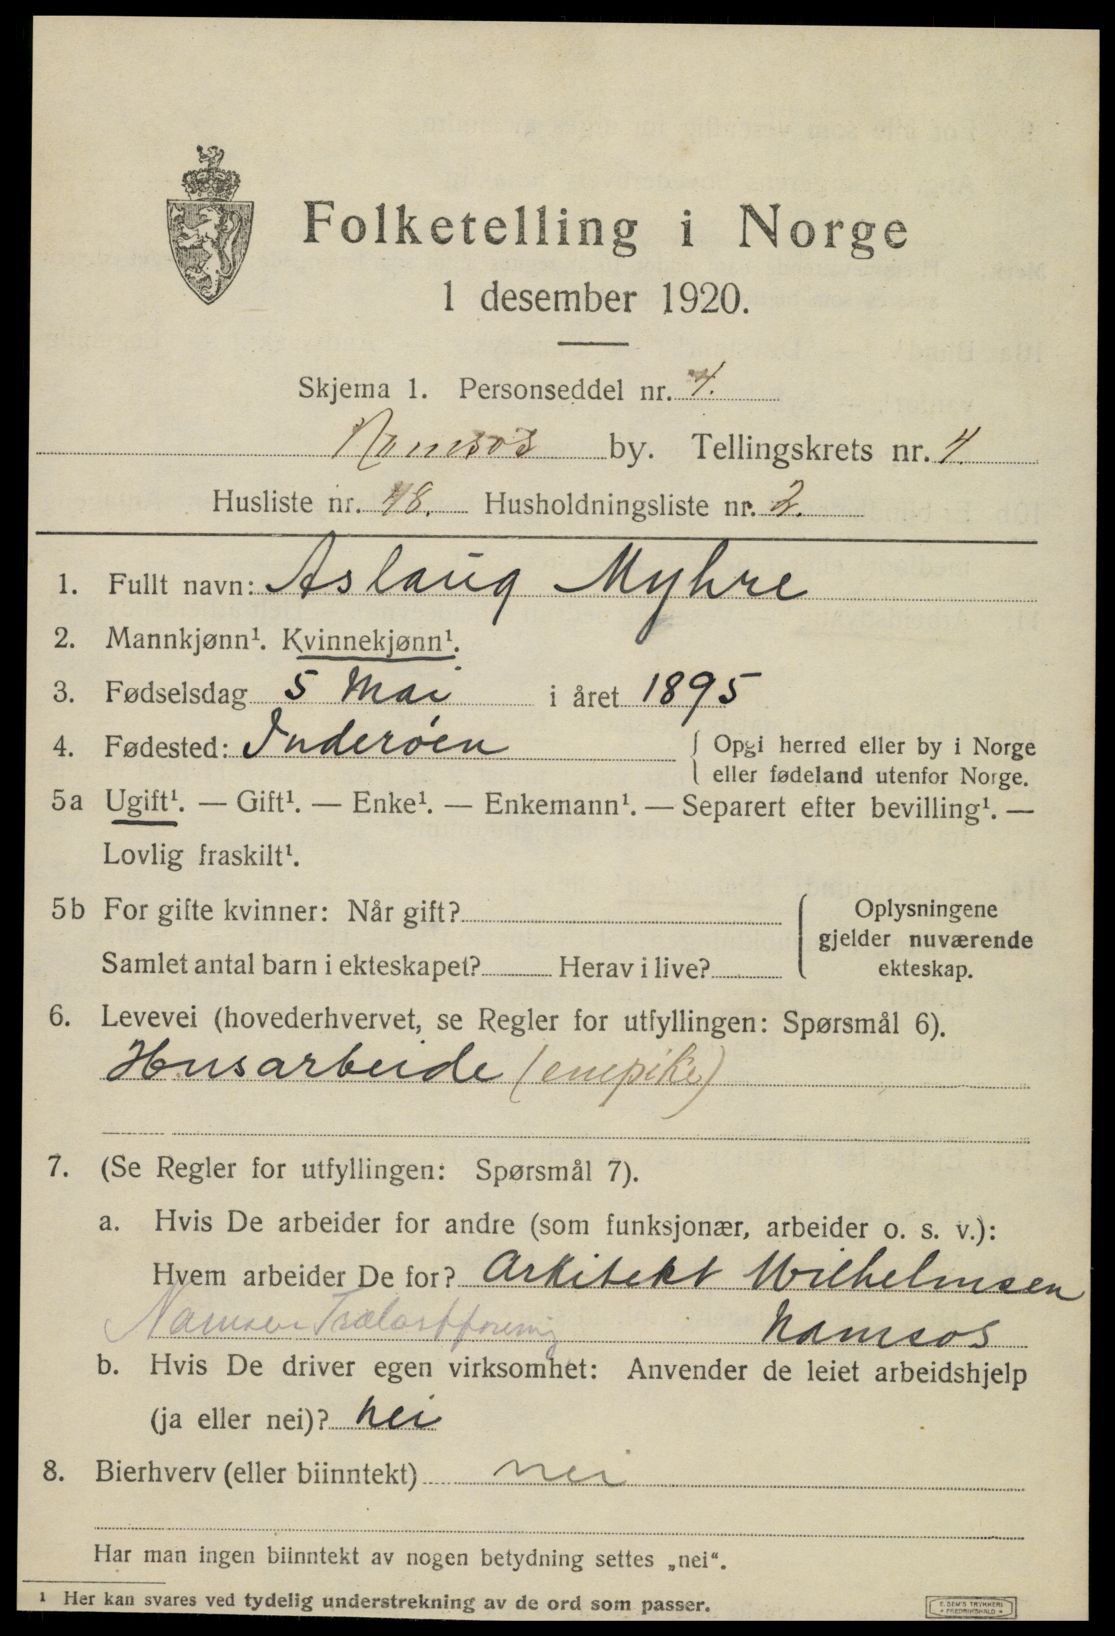 Folketelling i Norge
1 desember 1920.
Skjema 1. Personseddel nr. 4.
Namsos by. Tellingskrets nr. 4.
Husliste nr. 48. Husholdningsliste nr. 2.
1. Fullt navn: Aslaug Myhre
2. Mannkjønn¹. Kvinnekjønn¹.
3. Fødselsdag 5 Mai i året 1895
4. Fødested: Inderøen
Opgi herred eller by i Norge
eller fødeland utenfor Norge.
5a Ugift¹. — Gift¹. — Enke¹. — Enkemann¹. — Separert efter bevilling¹. —
Lovlig fraskilt¹.
5b For gifte kvinner: Når gift?
Samlet antal barn i ekteskapet? Herav i live?
Oplysningene
gjelder nuværende
ekteskap.
6. Levevei (hovederhvervet, se Regler for utfyllingen: Spørsmål 6).
Husarbeide (enepike)
7. (Se Regler for utfyllingen: Spørsmål 7).
a. Hvis De arbeider for andre (som funksjonær, arbeider o. s. v.):
Hvem arbeider De for? Arkitekt Wilhelmsen
Namsen Trælastforening Namsos
b. Hvis De driver egen virksomhet: Anvender de leiet arbeidshjelp
(ja eller nei)? nei
8. Bierhverv (eller biinntekt) nei
Har man ingen biinntekt av nogen betydning settes „nei“.
¹ Her kan svares ved tydelig understrekning av de ord som passer.
E. SEM'S TRYKKERI
FREDRIKSHALD